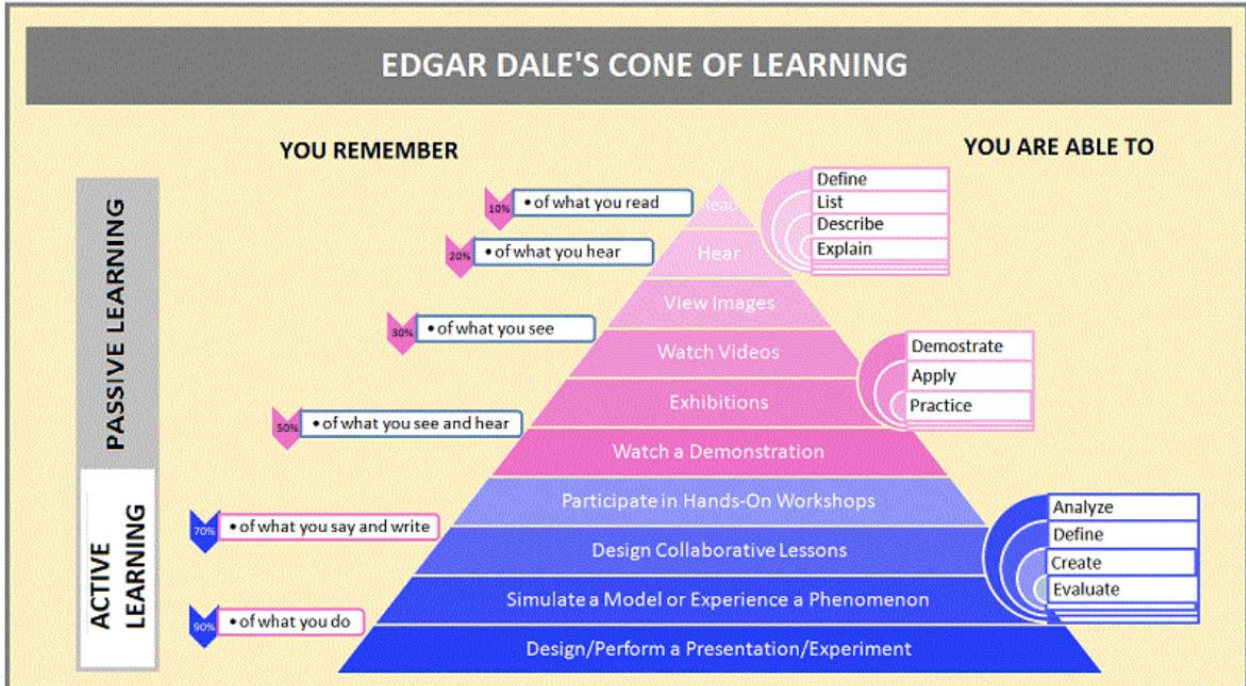 EDGAR DALE'S CONE OF LEARNING
YOU REMEMBER
YOU ARE ABLE TO
PASSIVE LEARNING
ACTIVE
LEARNING
10%
• of what you read
20%
• of what you hear
30%
• of what you see
50%
• of what you see and hear
70%
• of what you say and write
90%
• of what you do
Read
Hear
View Images
Watch Videos
Exhibitions
Watch a Demonstration
Participate in Hands-On Workshops
Design Collaborative Lessons
Simulate a Model or Experience a Phenomenon
Design/Perform a Presentation/Experiment
Define
List
Describe
Explain
Demostrate
Apply
Practice
Analyze
Define
Create
Evaluate